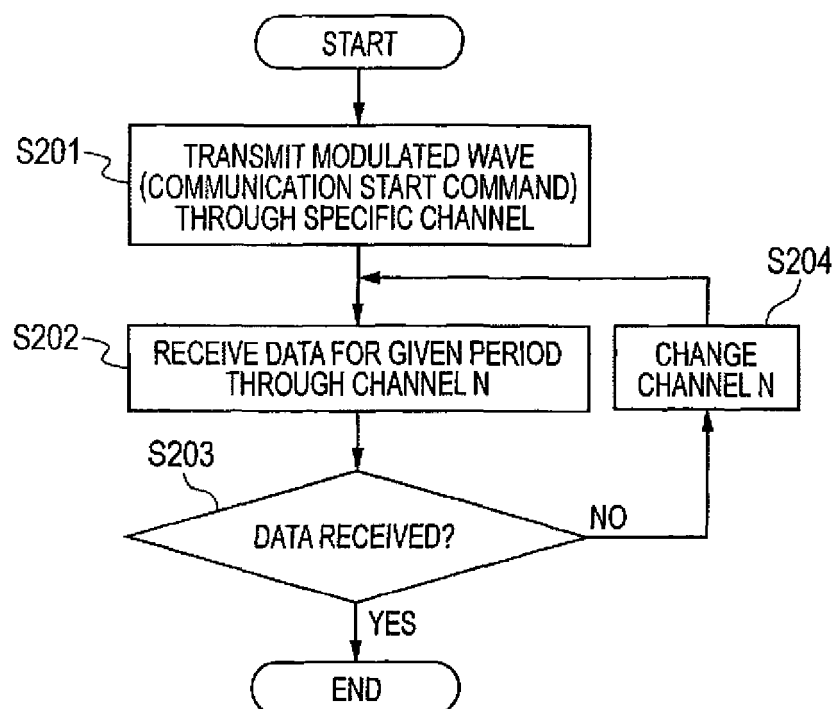 START
S201
TRANSMIT MODULATED WAVE
(COMMUNICATION START COMMAND)
THROUGH SPECIFIC CHANNEL
S204
S202
RECEIVE DATA FOR GIVEN PERIOD
THROUGH CHANNEL N
CHANGE
CHANNEL N
S203
DATA RECEIVED?
NO
YES
END